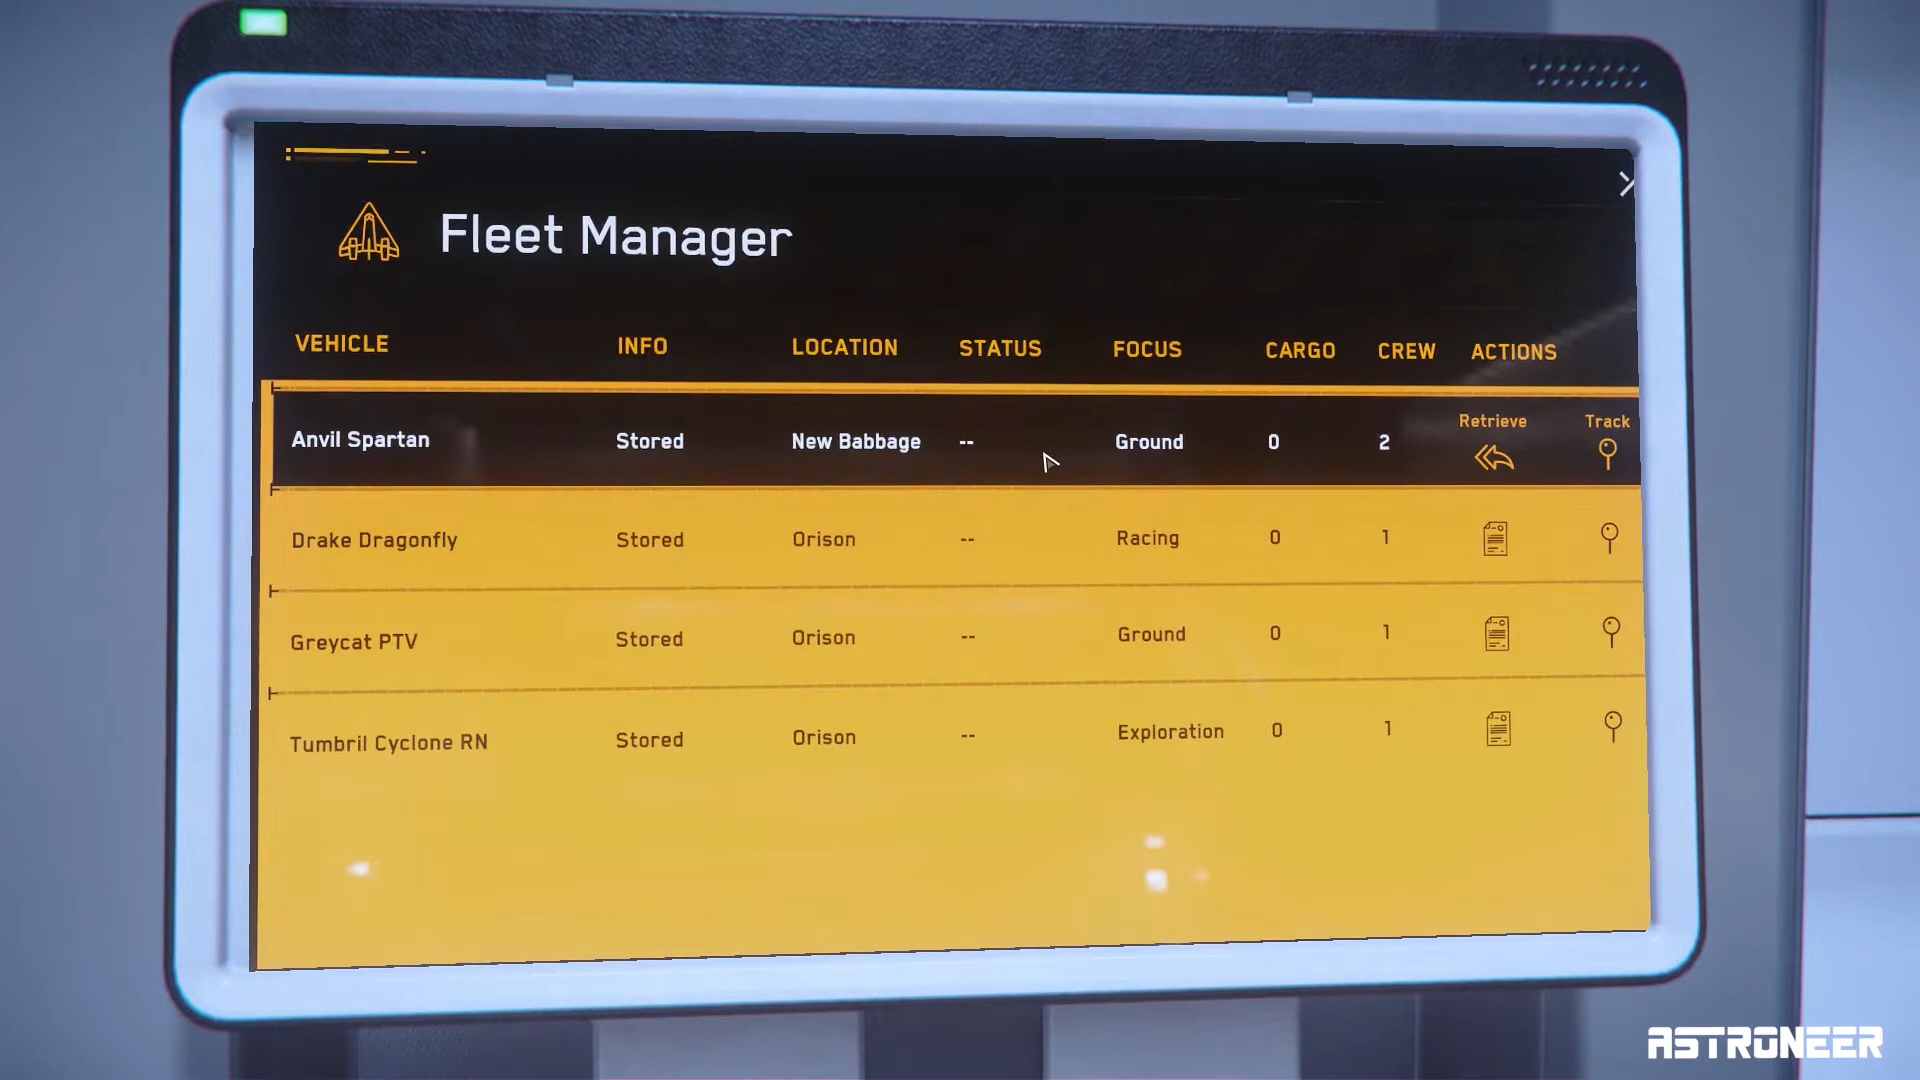 Fleet Manager
VEHICLE INFO LOCATION STATUS FOCUS CARGO CREW ACTIONS
Anvil Spartan Stored New Babbage -- Ground 0 2 Retrieve Track
Drake Dragonfly Stored Orison -- Racing 0 1
Greycat PTV Stored Orison -- Ground 0 1
Tumbril Cyclone RN Stored Orison -- Exploration 0 1
ASTRONEER